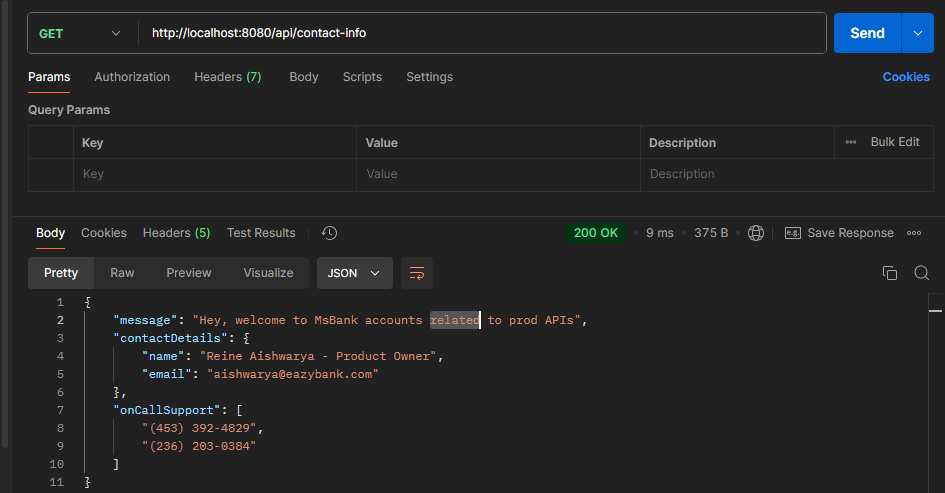 GET http://localhost:8080/api/contact-info Send
Params Authorization Headers (7) Body Scripts Settings Cookies
Query Params
Key Value Description Bulk Edit
Key Value Description
Body Cookies Headers (5) Test Results 200 OK 9 ms 375 B e.g. Save Response
Pretty Raw Preview Visualize JSON
1 {
2 "message": "Hey, welcome to MsBank accounts related to prod APIs",
3 "contactDetails": {
4 "name": "Reine Aishwarya - Product Owner",
5 "email": "aishwarya@eazybank.com"
6 },
7 "onCallSupport": [
8 "(453) 392-4829",
9 "(236) 203-0384"
10 ]
11 }